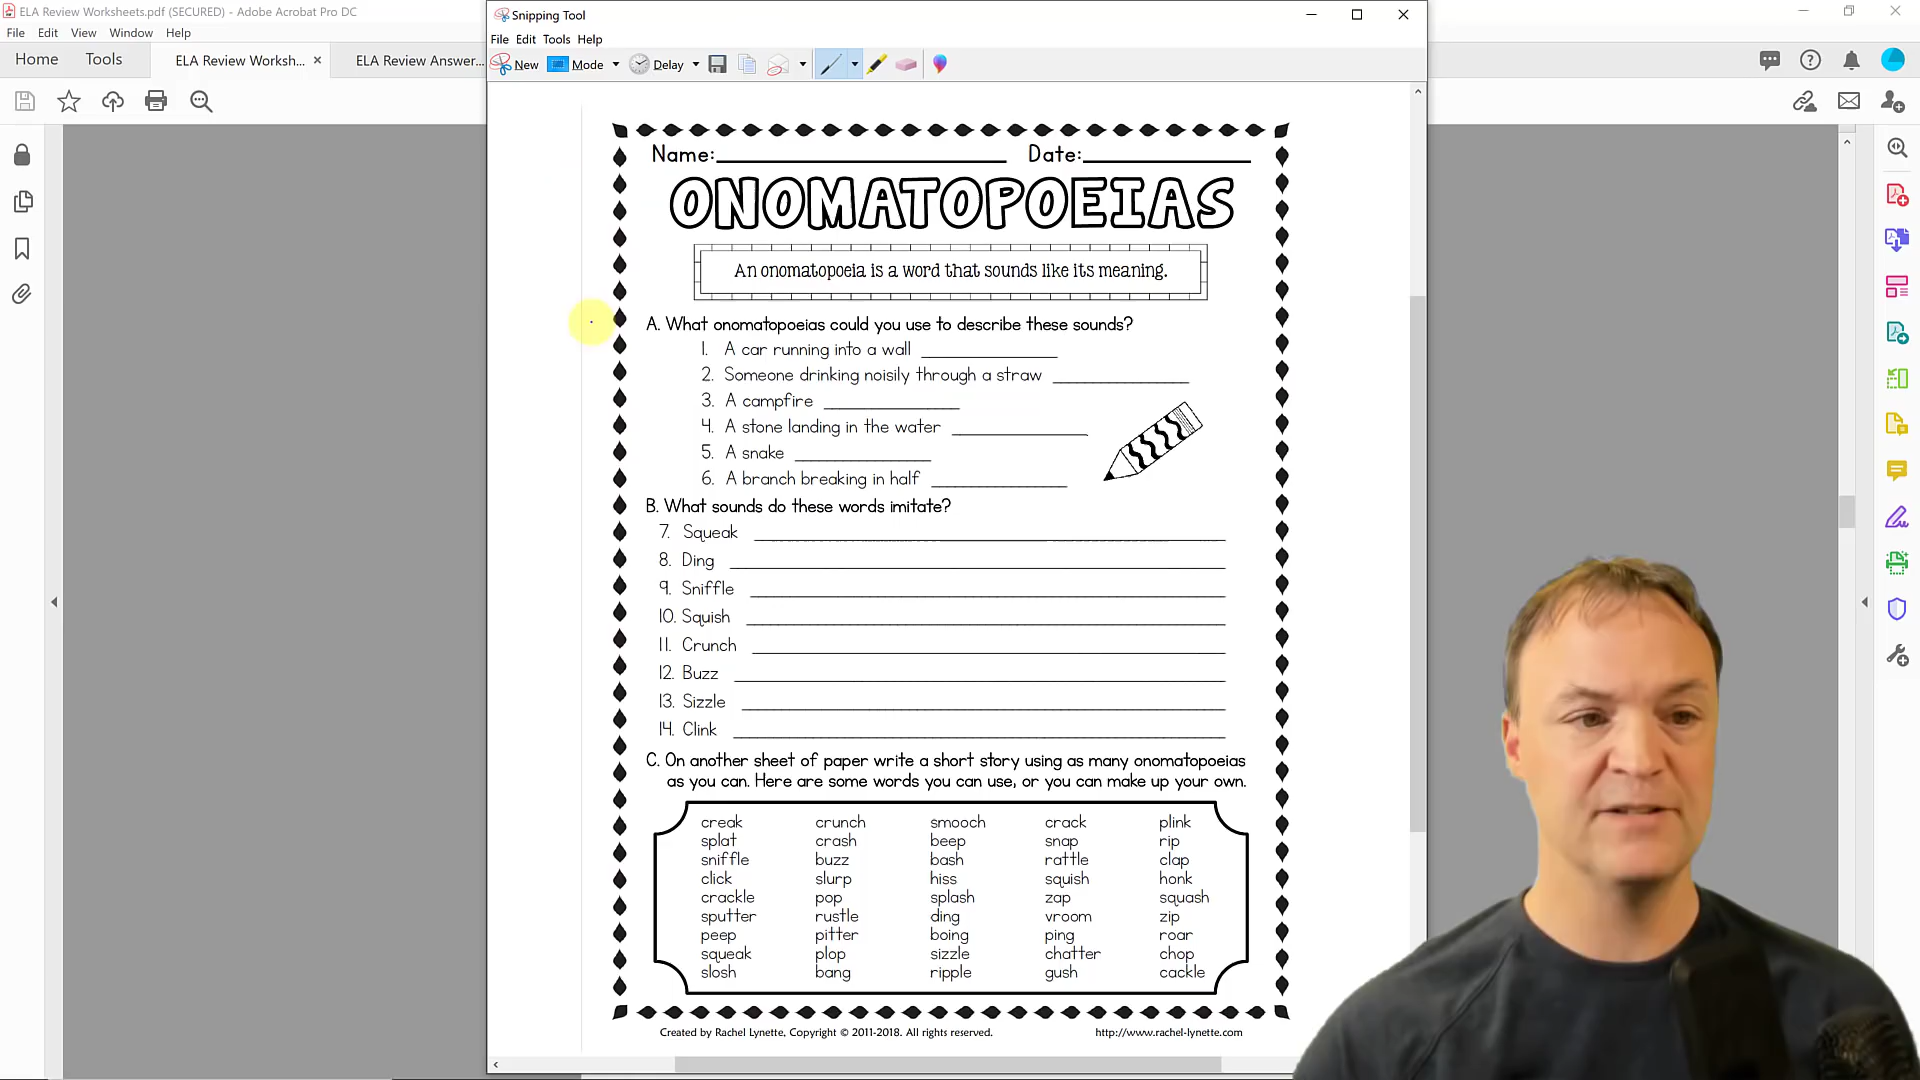 ELA Review Worksheets.pdf (SECURED) - Adobe Acrobat Pro DC
File Edit View Window Help
Home Tools ELA Review Worksh... × ELA Review Answer...
Snipping Tool
File Edit Tools Help
New Mode Delay
Name: Date:
ONOMATOPOEIAS
An onomatopoeia is a word that sounds like its meaning.
A. What onomatopoeias could you use to describe these sounds?
1. A car running into a wall
2. Someone drinking noisily through a straw
3. A campfire
4. A stone landing in the water
5. A snake
6. A branch breaking in half
B. What sounds do these words imitate?
7. Squeak
8. Ding
9. Sniffle
10. Squish
11. Crunch
12. Buzz
13. Sizzle
14. Clink
C. On another sheet of paper write a short story using as many onomatopoeias
as you can. Here are some words you can use, or you can make up your own.
creak crunch smooch crack plink
splat crash beep snap rip
sniffle buzz bash rattle clap
click slurp hiss squish honk
crackle pop splash zap squash
sputter rustle ding vroom zip
peep pitter boing ping roar
squeak plop sizzle chatter chop
slosh bang ripple gush cackle
Created by Rachel Lynette, Copyright © 2011-2018. All rights reserved. http://www.rachel-lynette.com